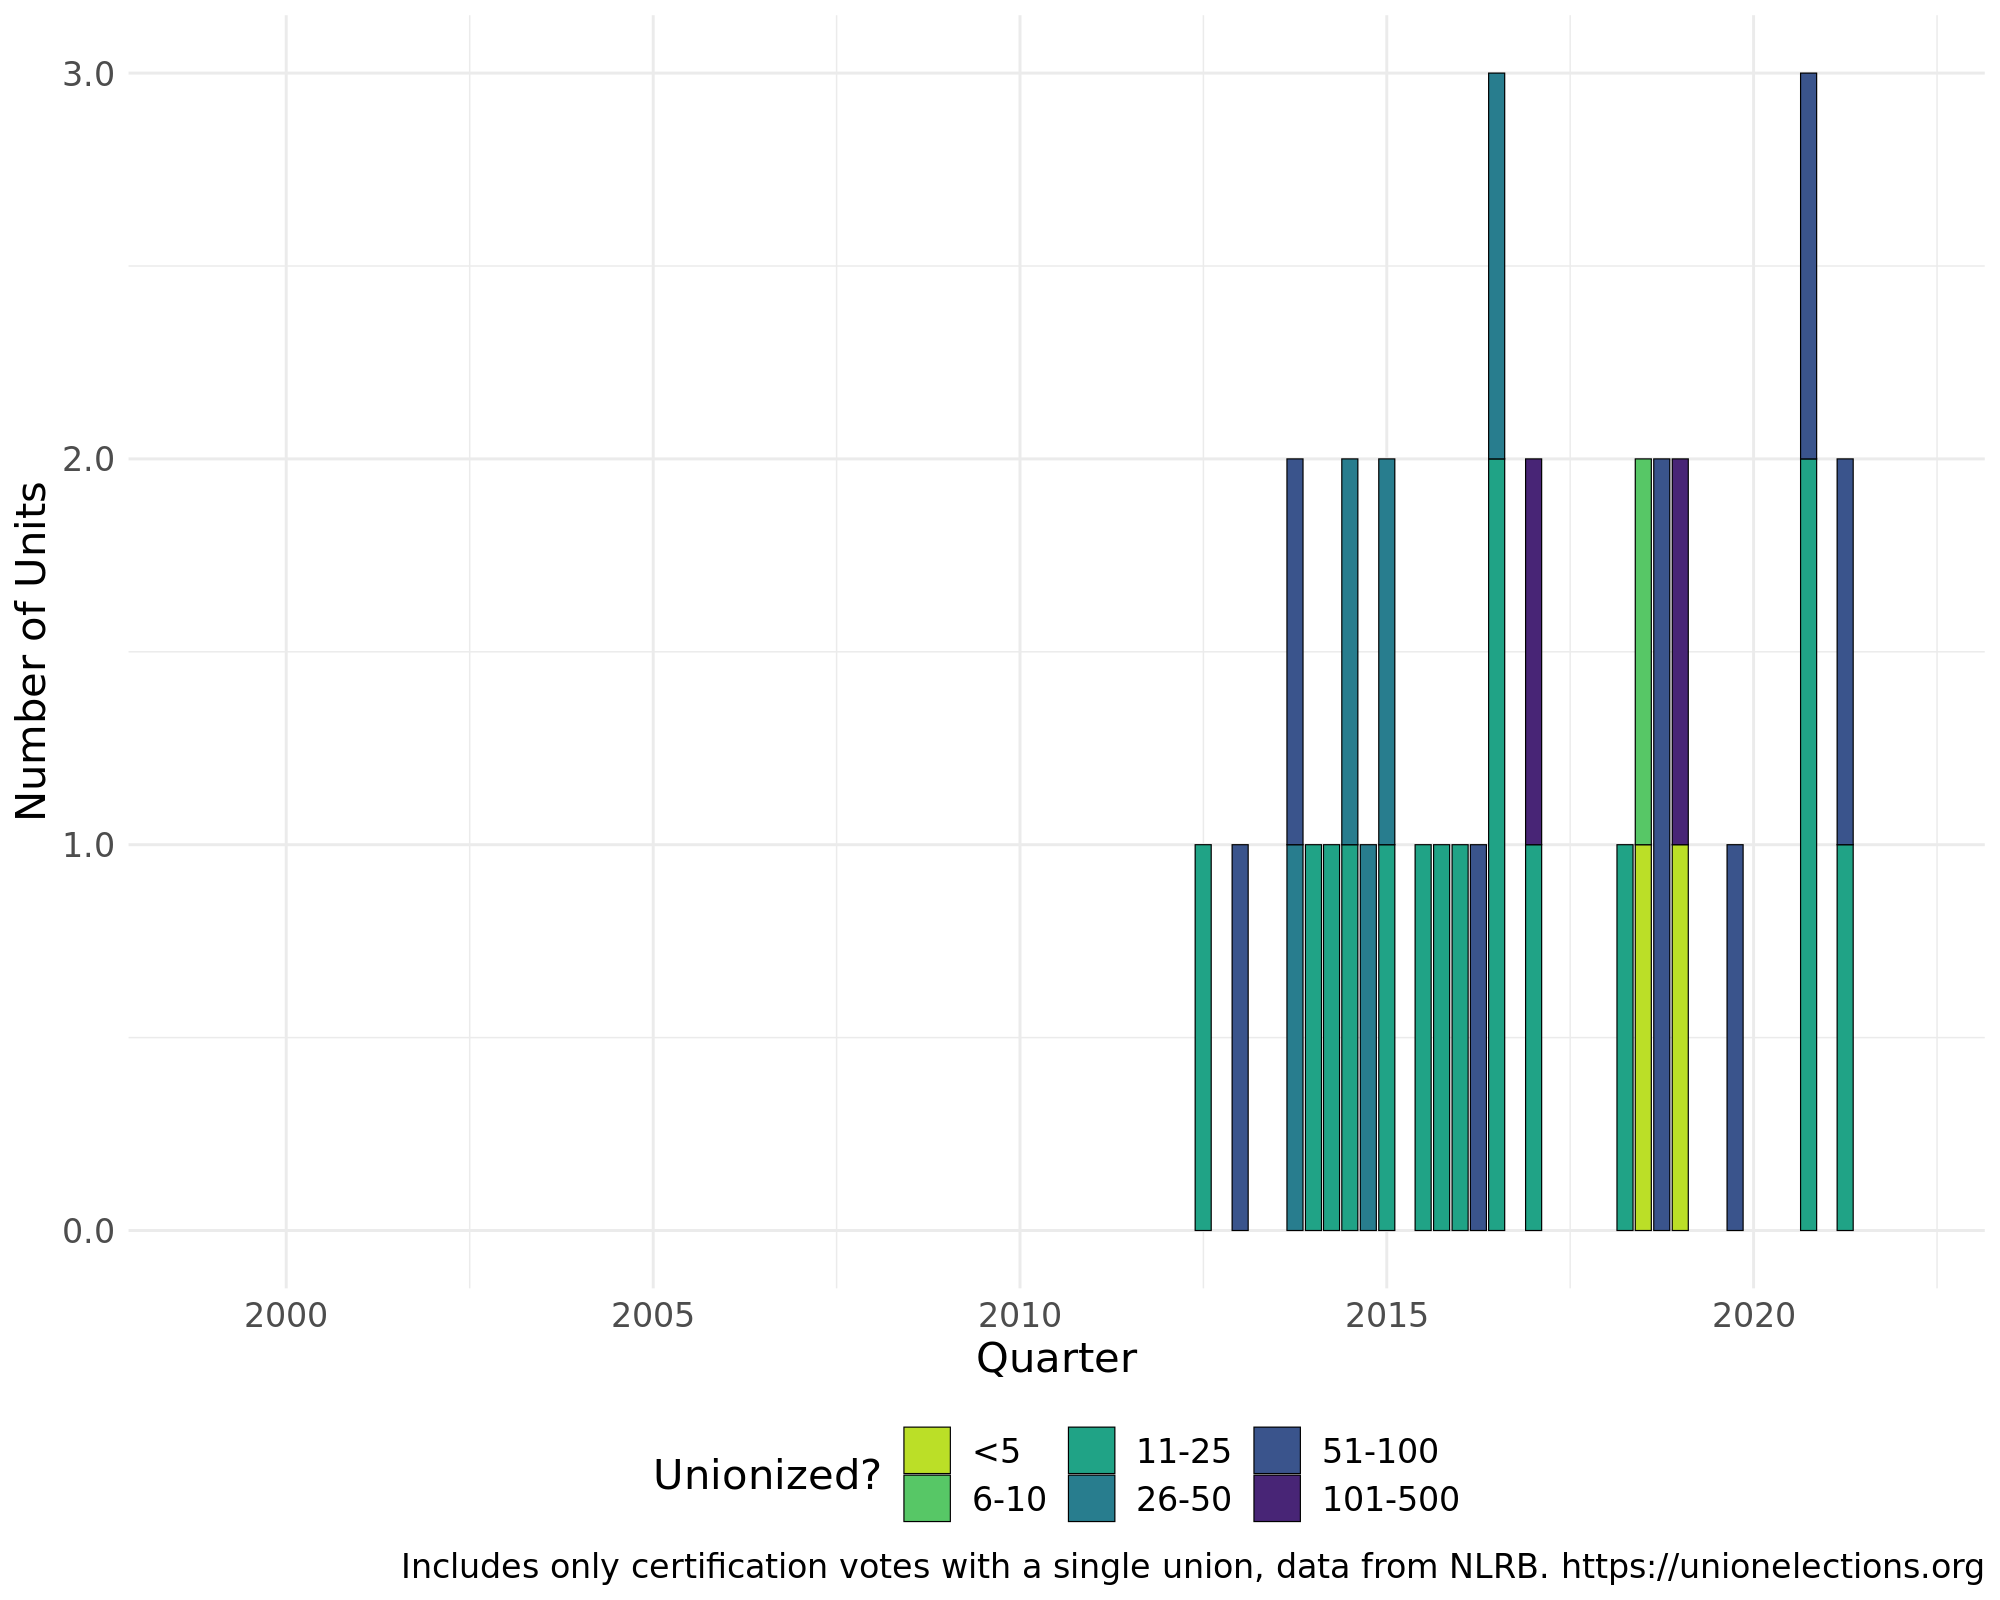 3.0
2.0
1.0
0.0
Number of Units
2000 2005 2010 2015 2020
Quarter
Unionized?
<5 11-25 51-100
6-10 26-50 101-500
Includes only certification votes with a single union, data from NLRB. https://unionelections.org